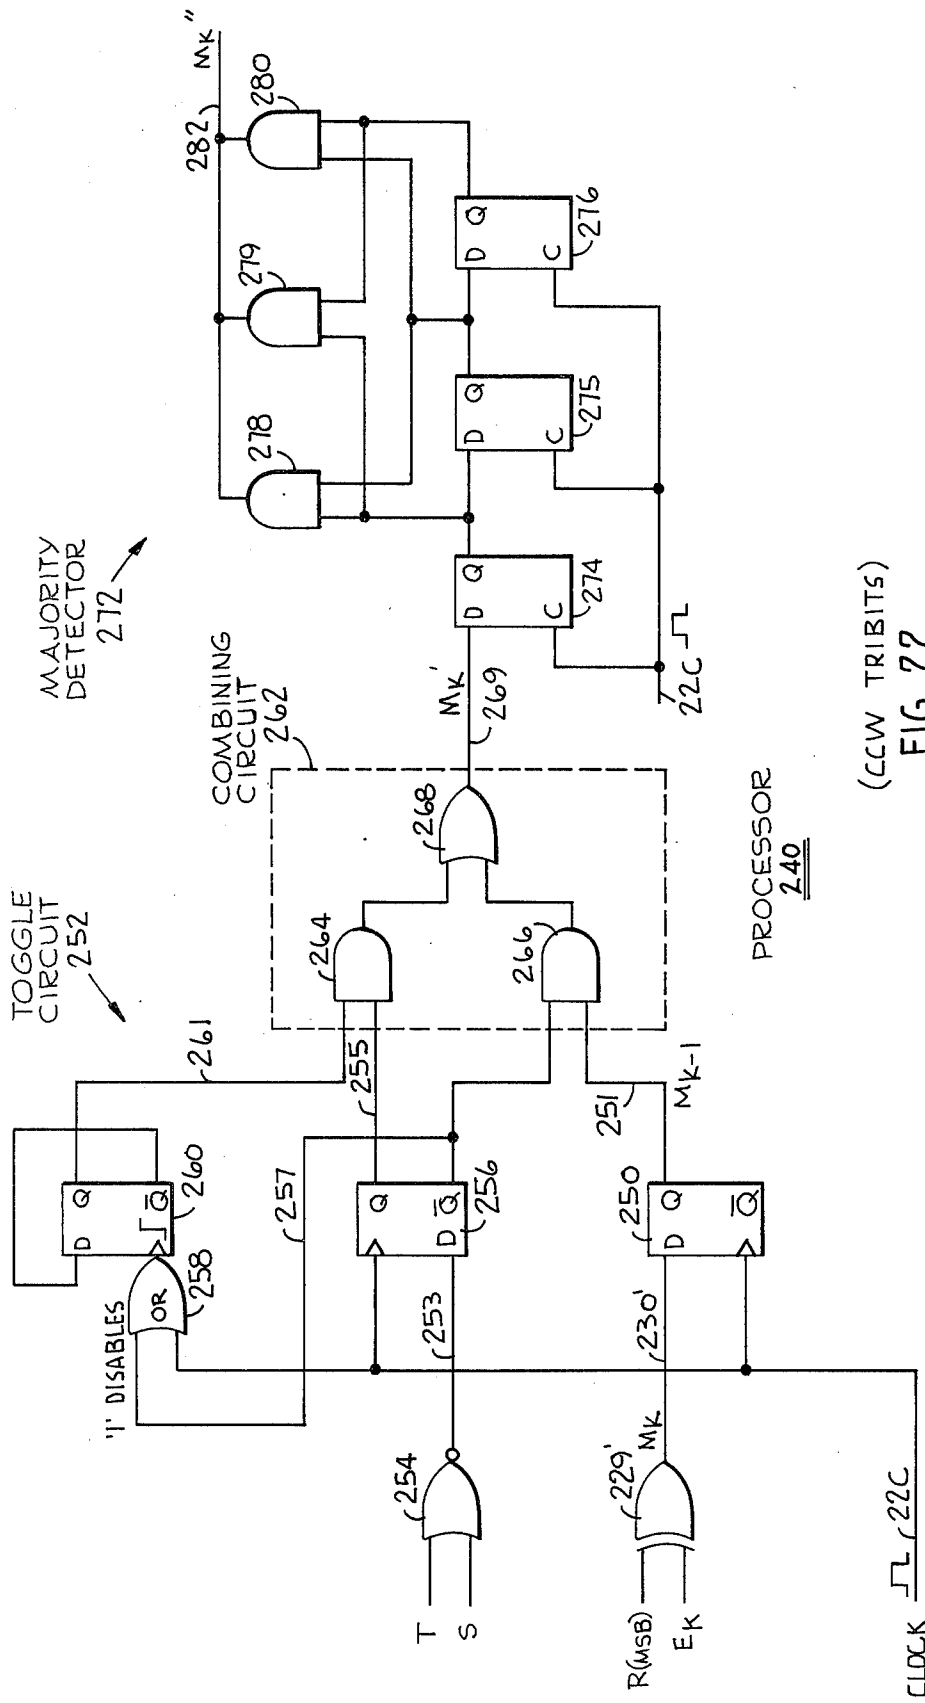 TOGGLE
CIRCUIT
252
261
COMBINING
CIRCUIT
262
MAJORITY
DETECTOR
272
278
279
280
282
MK"
"1" DISABLES
OR
258
D
Q
Q
260
257
255
264
268
MK'
269
D
Q
C
274
D
Q
C
275
D
Q
C
276
22C
T
S
254
253
Q
D
Q
256
266
251
MK-1
R(MSB)
EK
229'
MK
230'
D
Q
Q
250
CLOCK
22C
PROCESSOR
240
(CCW TRIBITS)